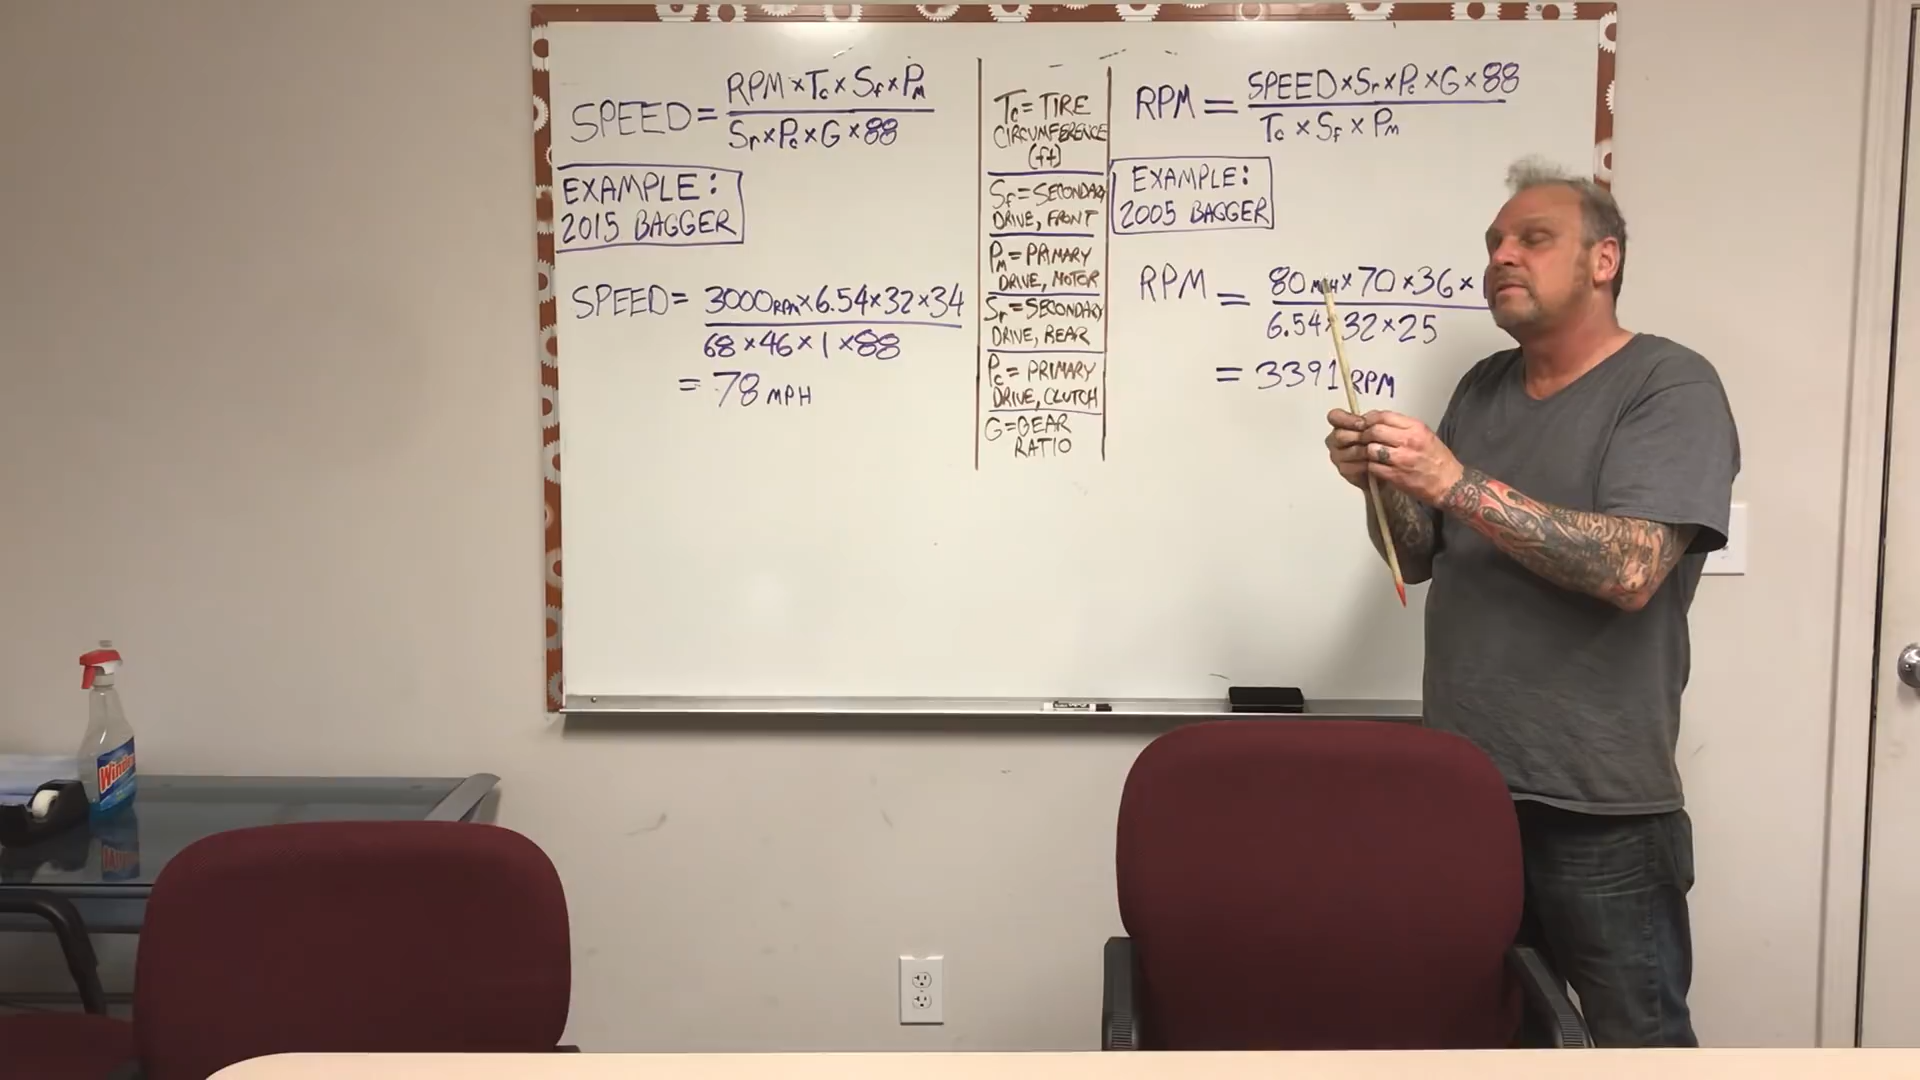 SPEED = RPM × Tc × Sf × PM
Sr × Pc × G × 88
EXAMPLE:
2015 BAGGER
SPEED = 3000 RPM × 6.54 × 32 × 34
68 × 46 × 1 × 88
= 78 MPH
Tc = TIRE
CIRCUMFERENCE
(ft)
Sf = SECONDARY
DRIVE, FRONT
PM = PRIMARY
DRIVE, MOTOR
Sr = SECONDARY
DRIVE, REAR
Pc = PRIMARY
DRIVE, CLUTCH
G = GEAR
RATIO
RPM = SPEED × Sr × Pc × G × 88
Tc × Sf × PM
EXAMPLE:
2005 BAGGER
RPM = 80 MPH × 70 × 36 ×
6.54 × 32 × 25
= 3391 RPM